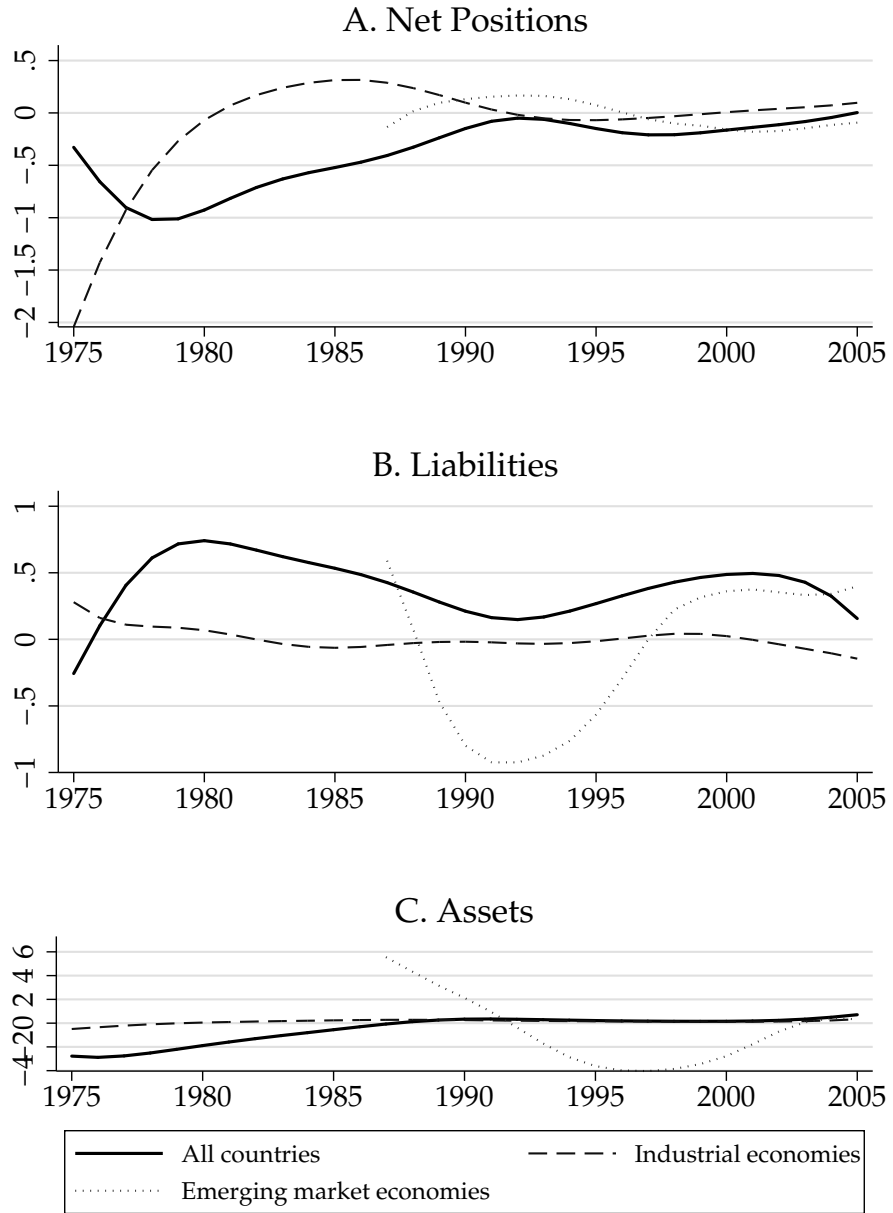 A. Net Positions
.5
0
−.5
−1
−1.5
−2
1975 1980 1985 1990 1995 2000 2005
B. Liabilities
1
.5
0
−.5
−1
1975 1980 1985 1990 1995 2000 2005
C. Assets
6
4
2
0
−2
−4
1975 1980 1985 1990 1995 2000 2005
All countries Industrial economies
Emerging market economies